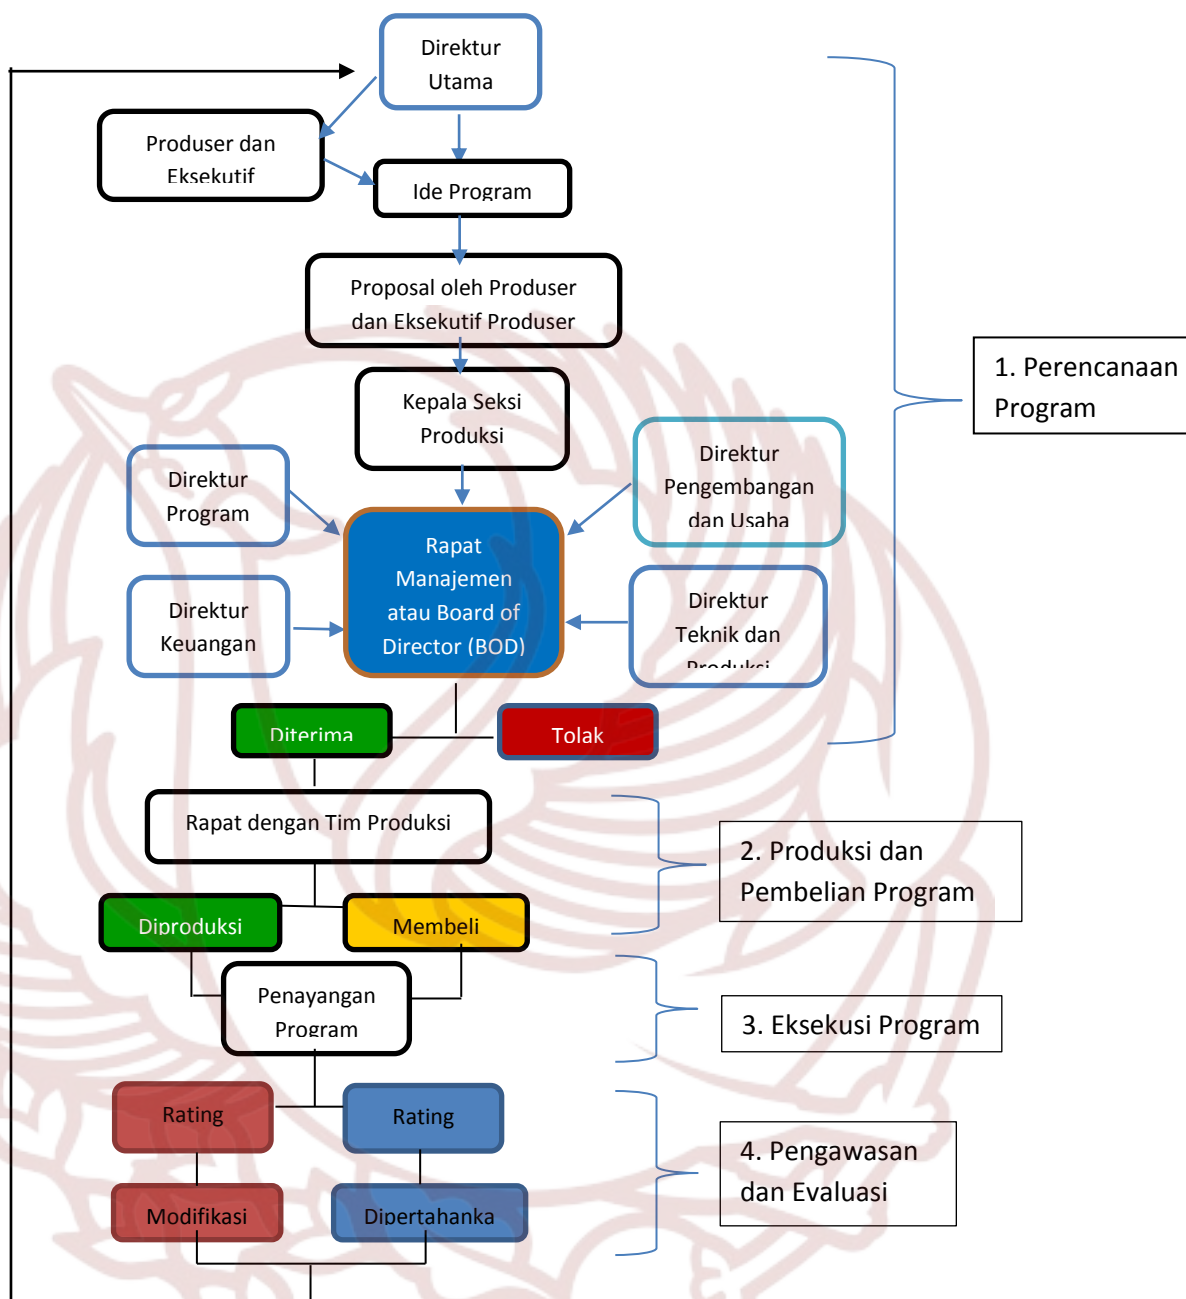 Direktur
Utama
Produser dan
Eksekutif
Ide Program
Proposal oleh Produser
dan Eksekutif Produser
Kepala Seksi
Produksi
1. Perencanaan
Program
Direktur
Program
Direktur
Pengembangan
dan Usaha
Rapat
Manajemen
atau Board of
Director (BOD)
Direktur
Keuangan
Direktur
Teknik dan
Produksi
Diterima
Tolak
Rapat dengan Tim Produksi
2. Produksi dan
Pembelian Program
Diproduksi
Membeli
Penayangan
Program
3. Eksekusi Program
Rating
Rating
4. Pengawasan
dan Evaluasi
Modifikasi
Dipertahanka